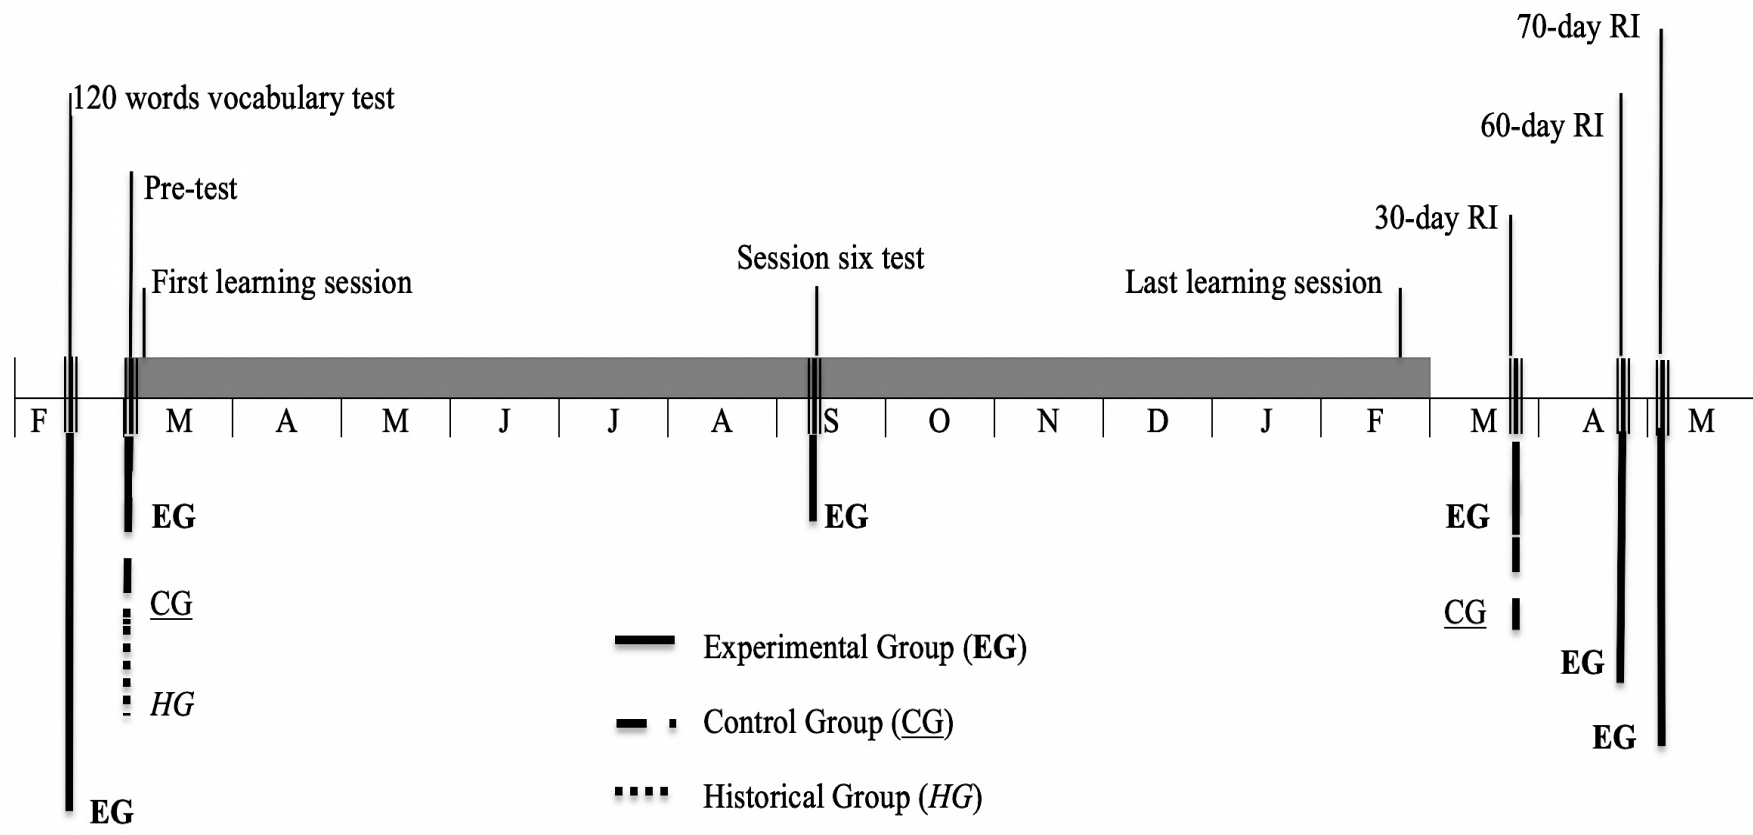 70-day RI
120 words vocabulary test
60-day RI
Pre-test
30-day RI
Session six test
First learning session
Last learning session
F M A M J J A S O N D J F M A M
EG
EG
EG
CG
CG
Experimental Group (EG)
EG
HG
Control Group (CG)
EG
Historical Group (HG)
EG